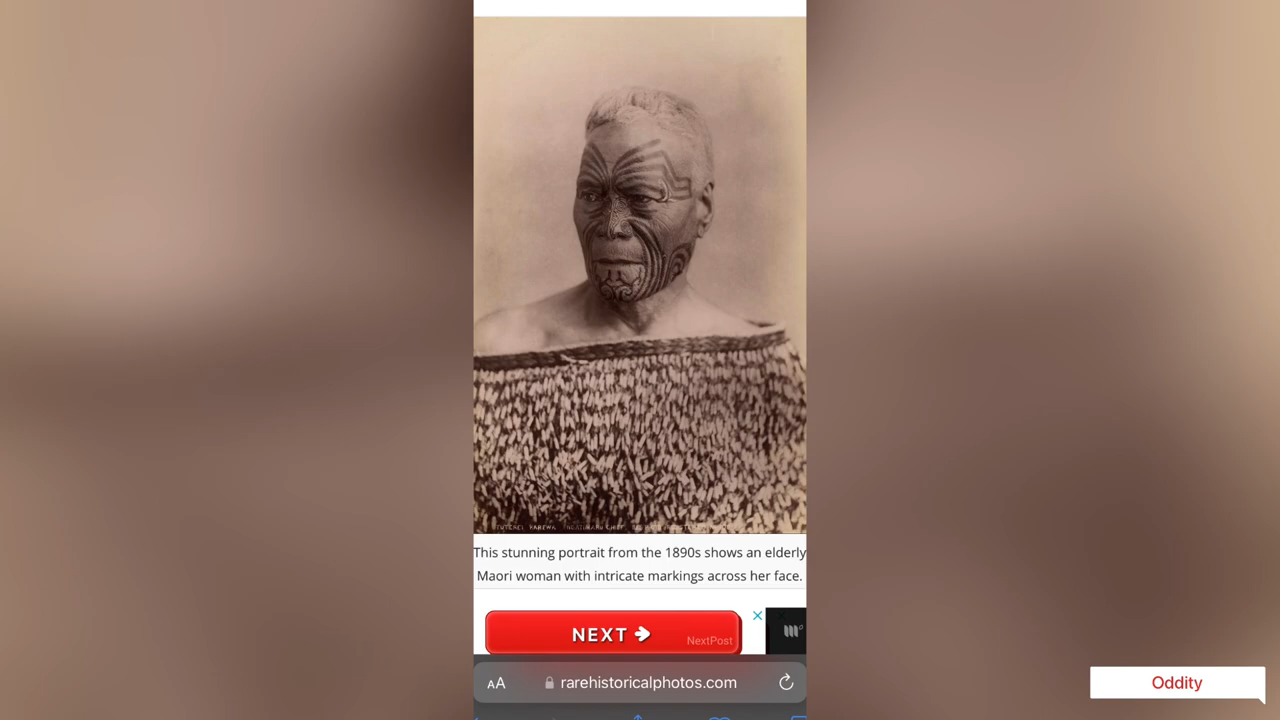 This stunning portrait from the 1890s shows an elderly
Maori woman with intricate markings across her face.
NEXT
NextPost
AA
rarehistoricalphotos.com
Oddity